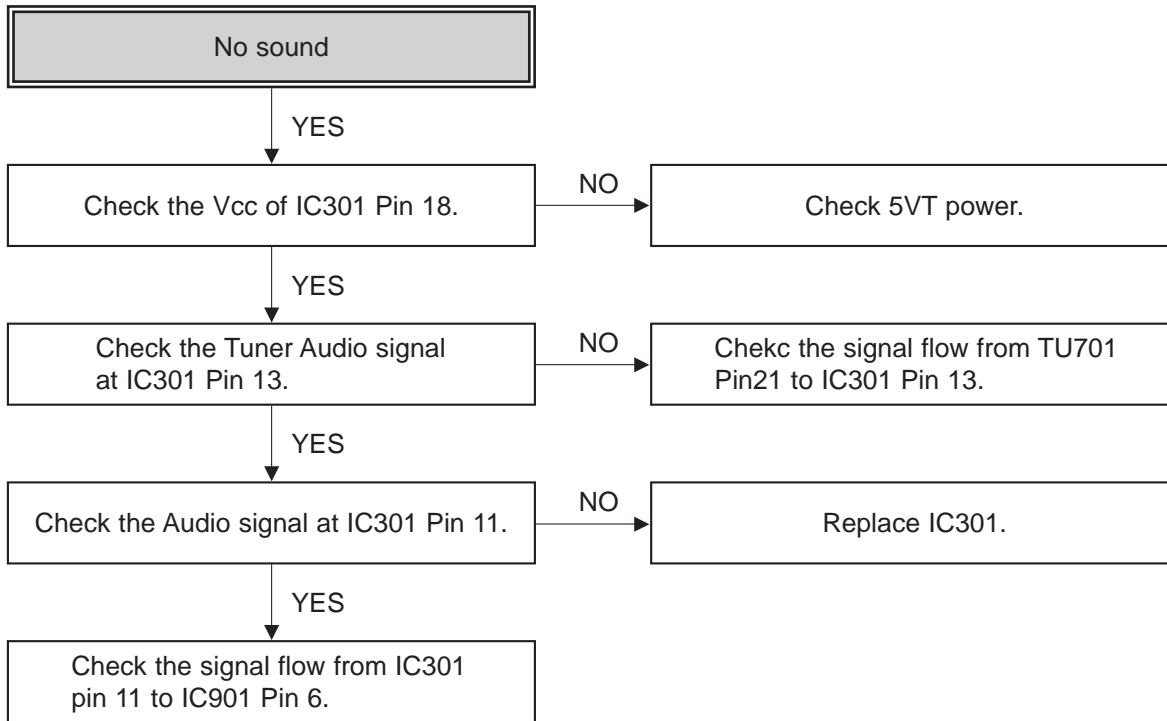 No sound
YES
Check the Vcc of IC301 Pin 18.
NO
Check 5VT power.
YES
Check the Tuner Audio signal
at IC301 Pin 13.
NO
Chekc the signal flow from TU701
Pin21 to IC301 Pin 13.
YES
Check the Audio signal at IC301 Pin 11.
NO
Replace IC301.
YES
Check the signal flow from IC301
pin 11 to IC901 Pin 6.